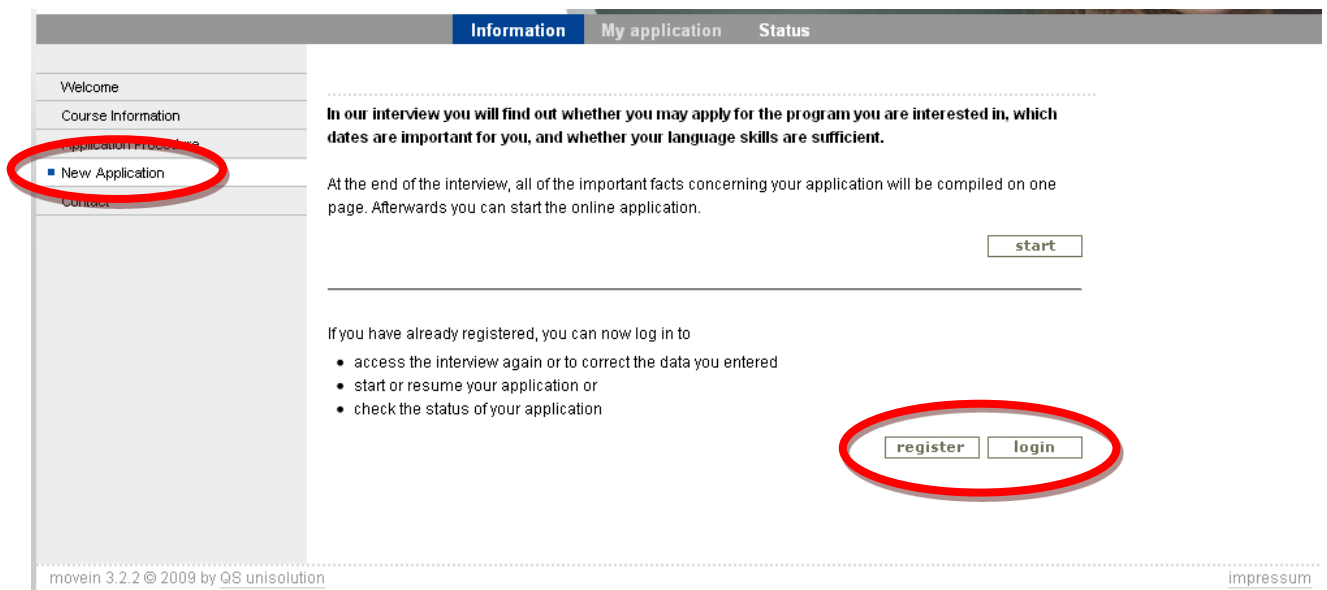 Information My application Status
Welcome
Course Information
Application Procedure
New Application
Contact
In our interview you will find out whether you may apply for the program you are interested in, which
dates are important for you, and whether your language skills are sufficient.
At the end of the interview, all of the important facts concerning your application will be compiled on one
page. Afterwards you can start the online application.
start
If you have already registered, you can now log in to
• access the interview again or to correct the data you entered
• start or resume your application or
• check the status of your application
register login
movein 3.2.2 © 2009 by QS unisolution impressum